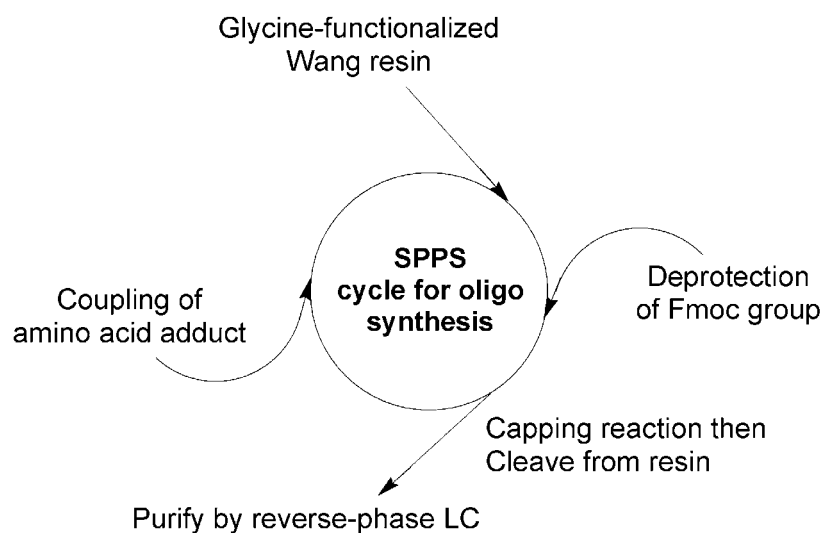 Glycine-functionalized
Wang resin
SPPS
cycle for oligo
synthesis
Deprotection
of Fmoc group
Coupling of
amino acid adduct
Capping reaction then
Cleave from resin
Purify by reverse-phase LC